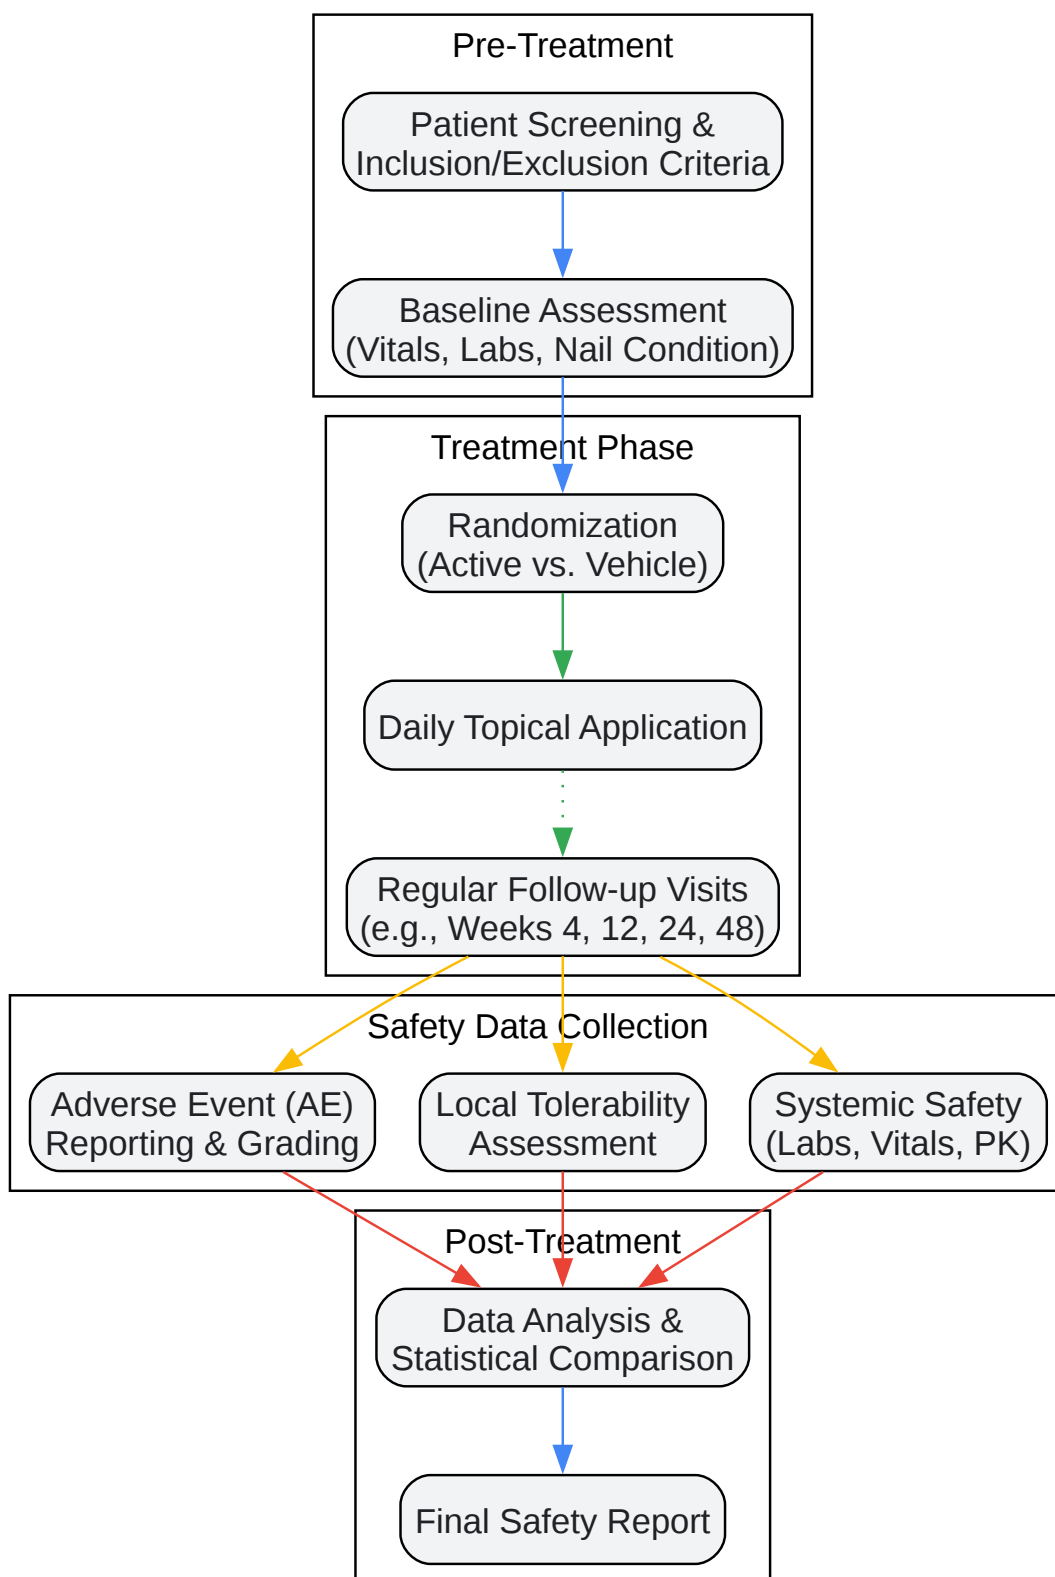 Pre-Treatment
Patient Screening &
Inclusion/Exclusion Criteria
Baseline Assessment
(Vitals, Labs, Nail Condition)
Treatment Phase
Randomization
(Active vs. Vehicle)
Daily Topical Application
Regular Follow-up Visits
(e.g., Weeks 4, 12, 24, 48)
Safety Data Collection
Adverse Event (AE)
Reporting & Grading
Local Tolerability
Assessment
Systemic Safety
(Labs, Vitals, PK)
Post-Treatment
Data Analysis &
Statistical Comparison
Final Safety Report